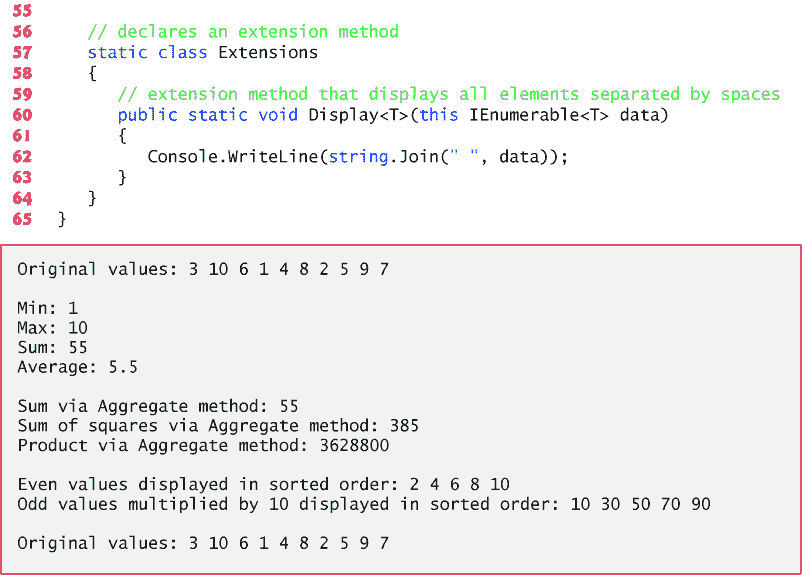 55
56 // declares an extension method
57 static class Extensions
58 {
59 // extension method that displays all elements separated by spaces
60 public static void Display<T>(this IEnumerable<T> data)
61 {
62 Console.WriteLine(string.Join(" ", data));
63 }
64 }
65 }
Original values: 3 10 6 1 4 8 2 5 9 7
Min: 1
Max: 10
Sum: 55
Average: 5.5
Sum via Aggregate method: 55
Sum of squares via Aggregate method: 385
Product via Aggregate method: 3628800
Even values displayed in sorted order: 2 4 6 8 10
Odd values multiplied by 10 displayed in sorted order: 10 30 50 70 90
Original values: 3 10 6 1 4 8 2 5 9 7